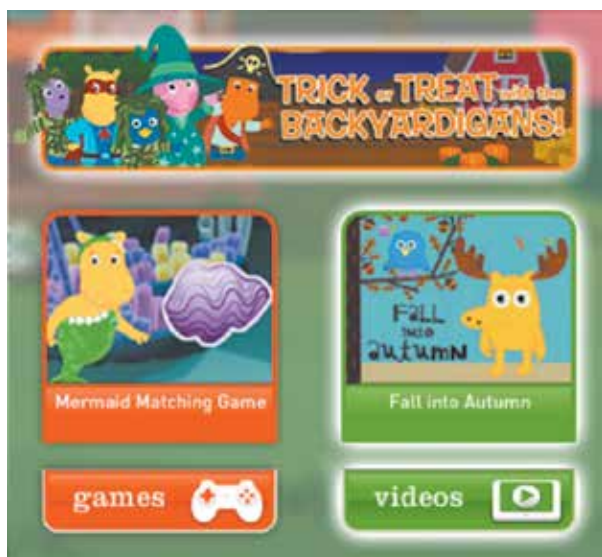 TRICK or TREAT with the
BACKYARDIGANS!
Mermaid Matching Game
FALL
INTO
autumn
Fall into Autumn
games
videos